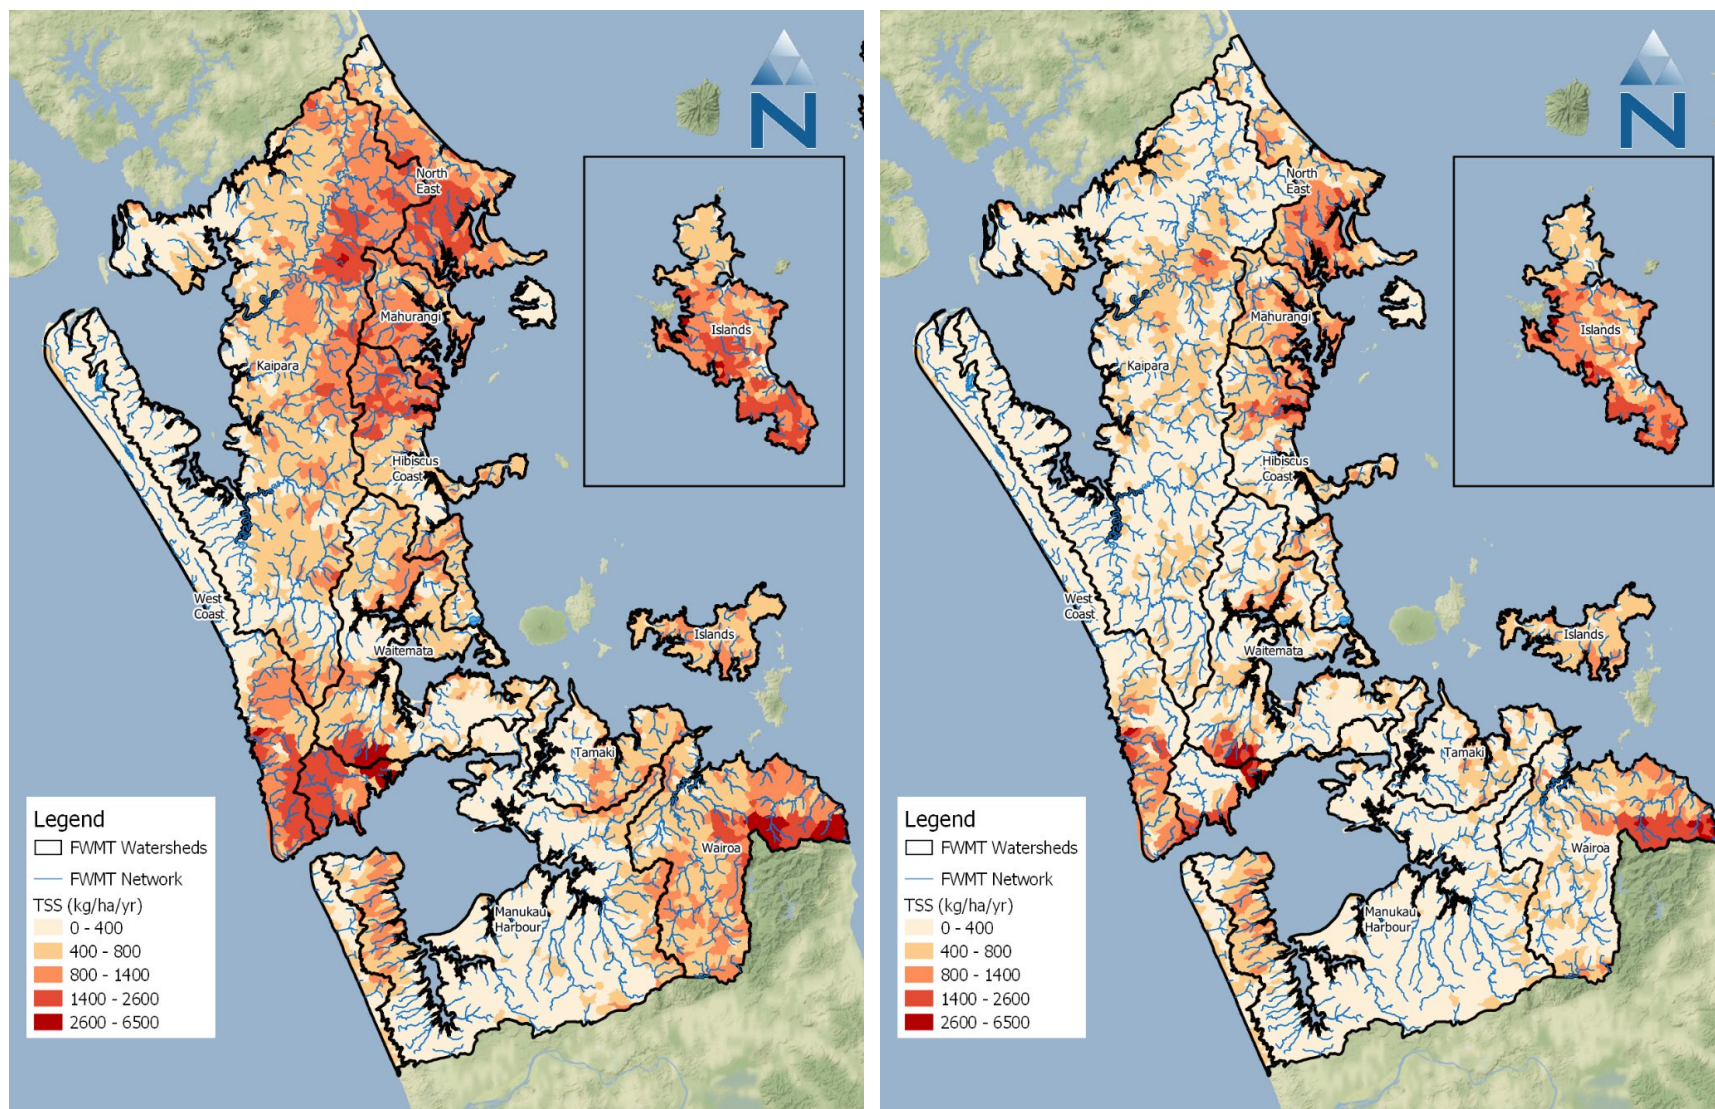 N
North
East
Mahurangi
Islands
Kaipara
Hibiscus
Coast
West
Coast
Islands
Waitemata
Tamaki
Wairoa
Manukau
Harbour
Legend
FWMT Watersheds
FWMT Network
TSS (kg/ha/yr)
0 - 400
400 - 800
800 - 1400
1400 - 2600
2600 - 6500
N
North
East
Mahurangi
Islands
Kaipara
Hibiscus
Coast
West
Coast
Islands
Waitemata
Tamaki
Wairoa
Manukau
Harbour
Legend
FWMT Watersheds
FWMT Network
TSS (kg/ha/yr)
0 - 400
400 - 800
800 - 1400
1400 - 2600
2600 - 6500